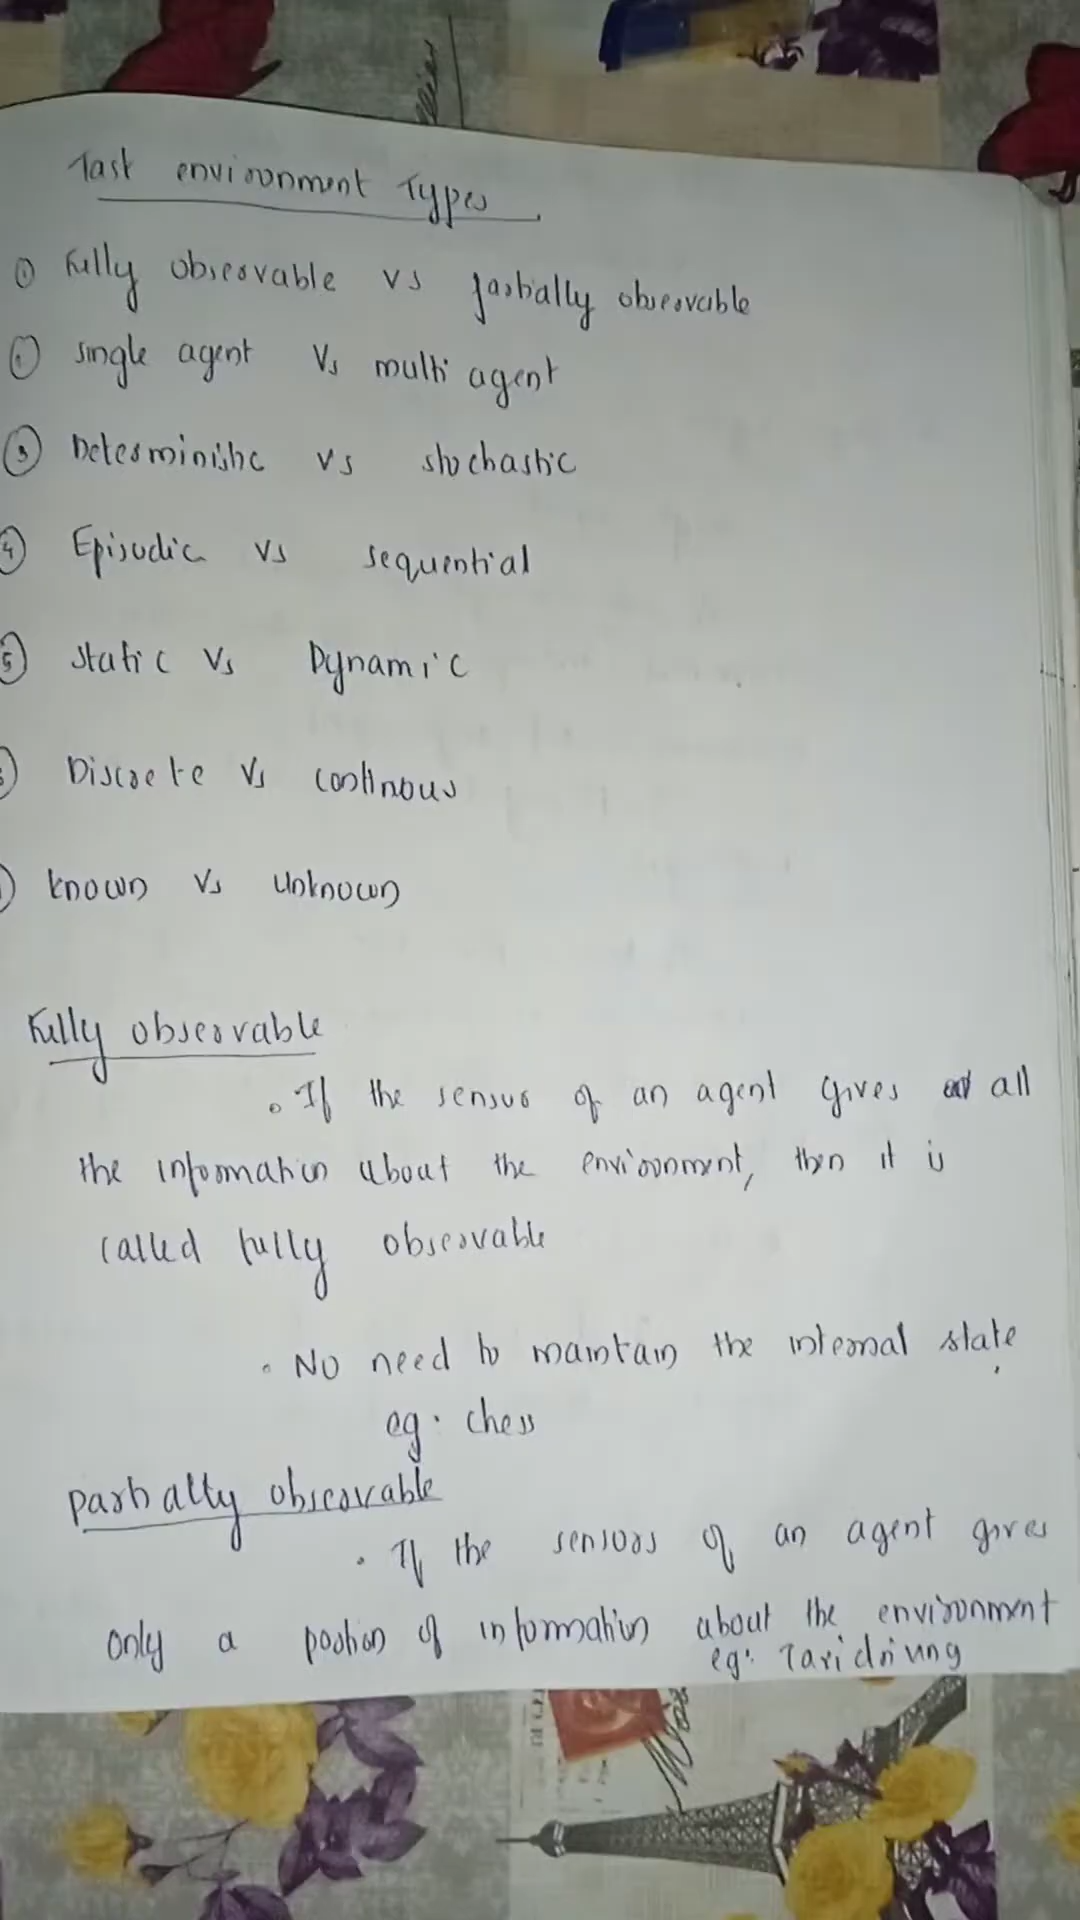 Task environment Types
① Fully observable vs partially observable
② single agent Vs multi agent
③ Deterministic vs stochastic
④ Episodic vs sequential
⑤ static Vs Dynamic
Discrete Vs continous
known Vs unknown
Fully observable
• If the sensus of an agent gives all
the information about the environment, then it is
called fully observable
• No need to maintain the internal state
eg: chess
partially observable
• If the sensors of an agent gives
only a portion of information about the environment
eg: Taxi driving